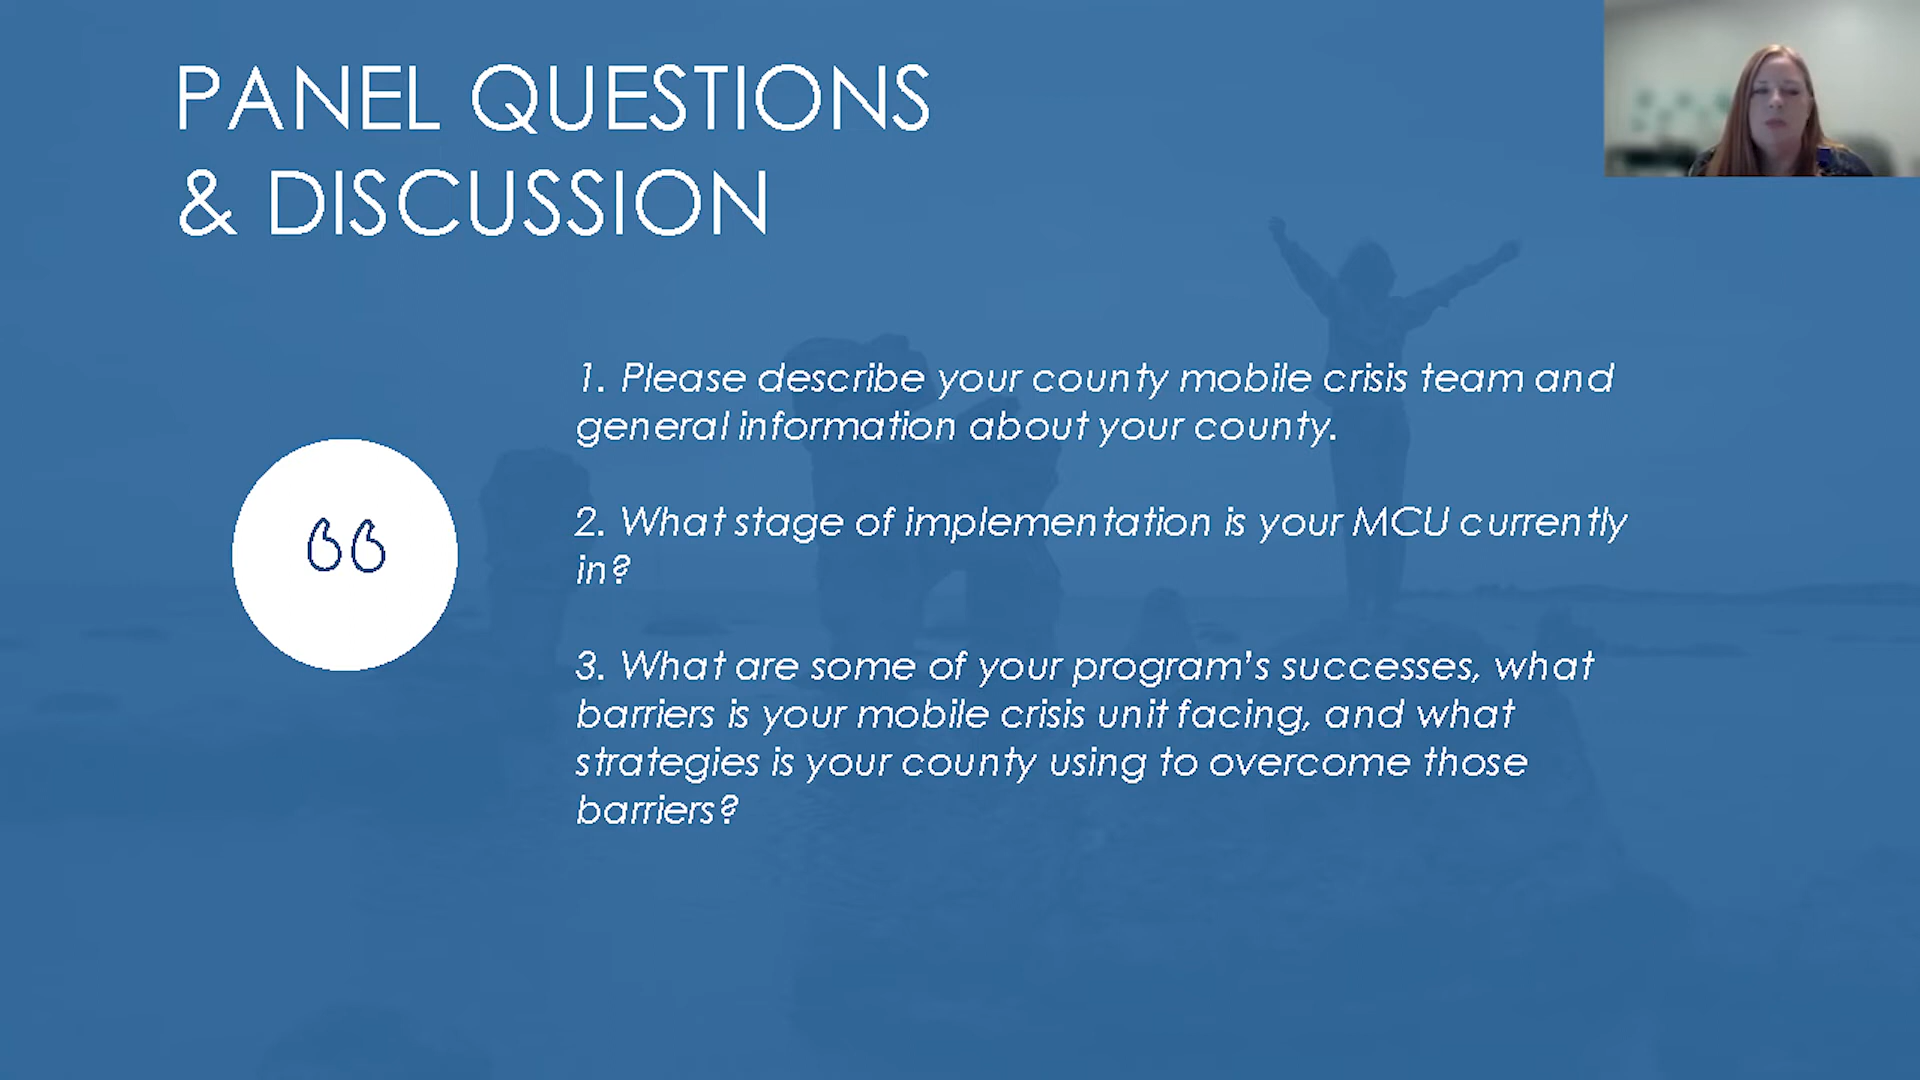 PANEL QUESTIONS
& DISCUSSION
1. Please describe your county mobile crisis team and
general information about your county.
2. What stage of implementation is your MCU currently
in?
3. What are some of your program's successes, what
barriers is your mobile crisis unit facing, and what
strategies is your county using to overcome those
barriers?